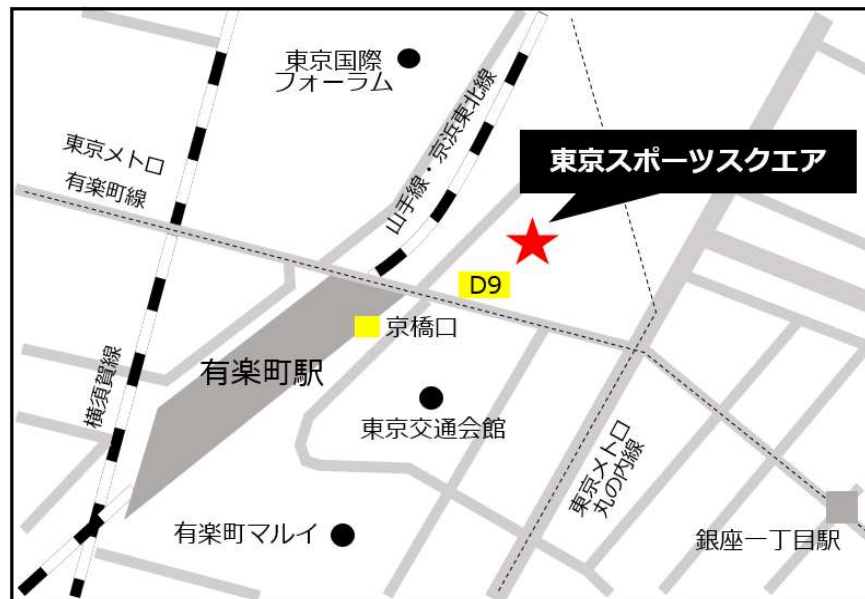 東京国際
フォーラム
山手線・京浜東北線
東京スポーツスクエア
東京メトロ
有楽町線
D9
京橋口
有楽町駅
横須賀線
東京交通会館
東京メトロ
丸の内線
有楽町マルイ
銀座一丁目駅